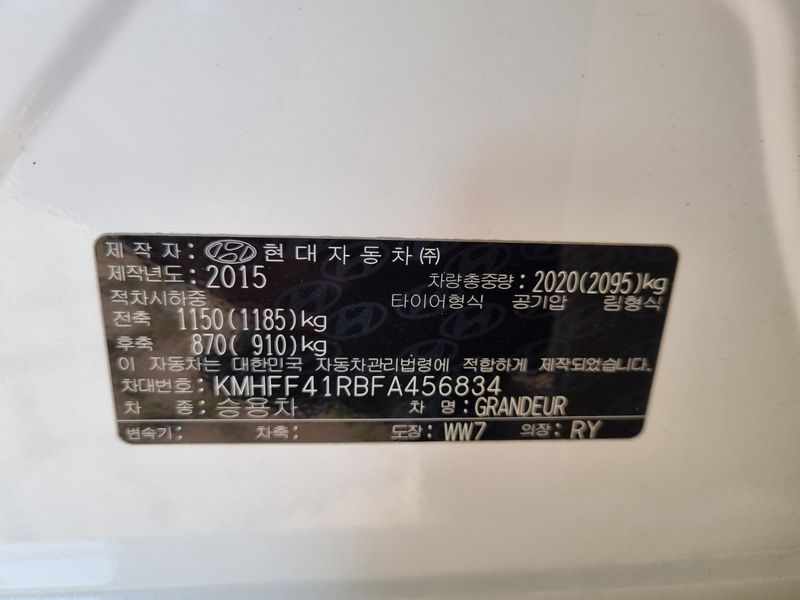 제 작 자 : 현대자동차㈜
제작년도 : 2015 차량총중량 : 2020(2095)kg
적차시하중 타이어형식 공기압 림형식
전축 1150(1185)kg
후축 870( 910)kg
이 자동차는 대한민국 자동차관리법령에 적합하게 제작되었습니다.
차대번호 : KMHFF41RBFA456834
차 종 : 승용차 차 명 : GRANDEUR
변속기 : 차축 : 도장 : WW7 의장 : RY